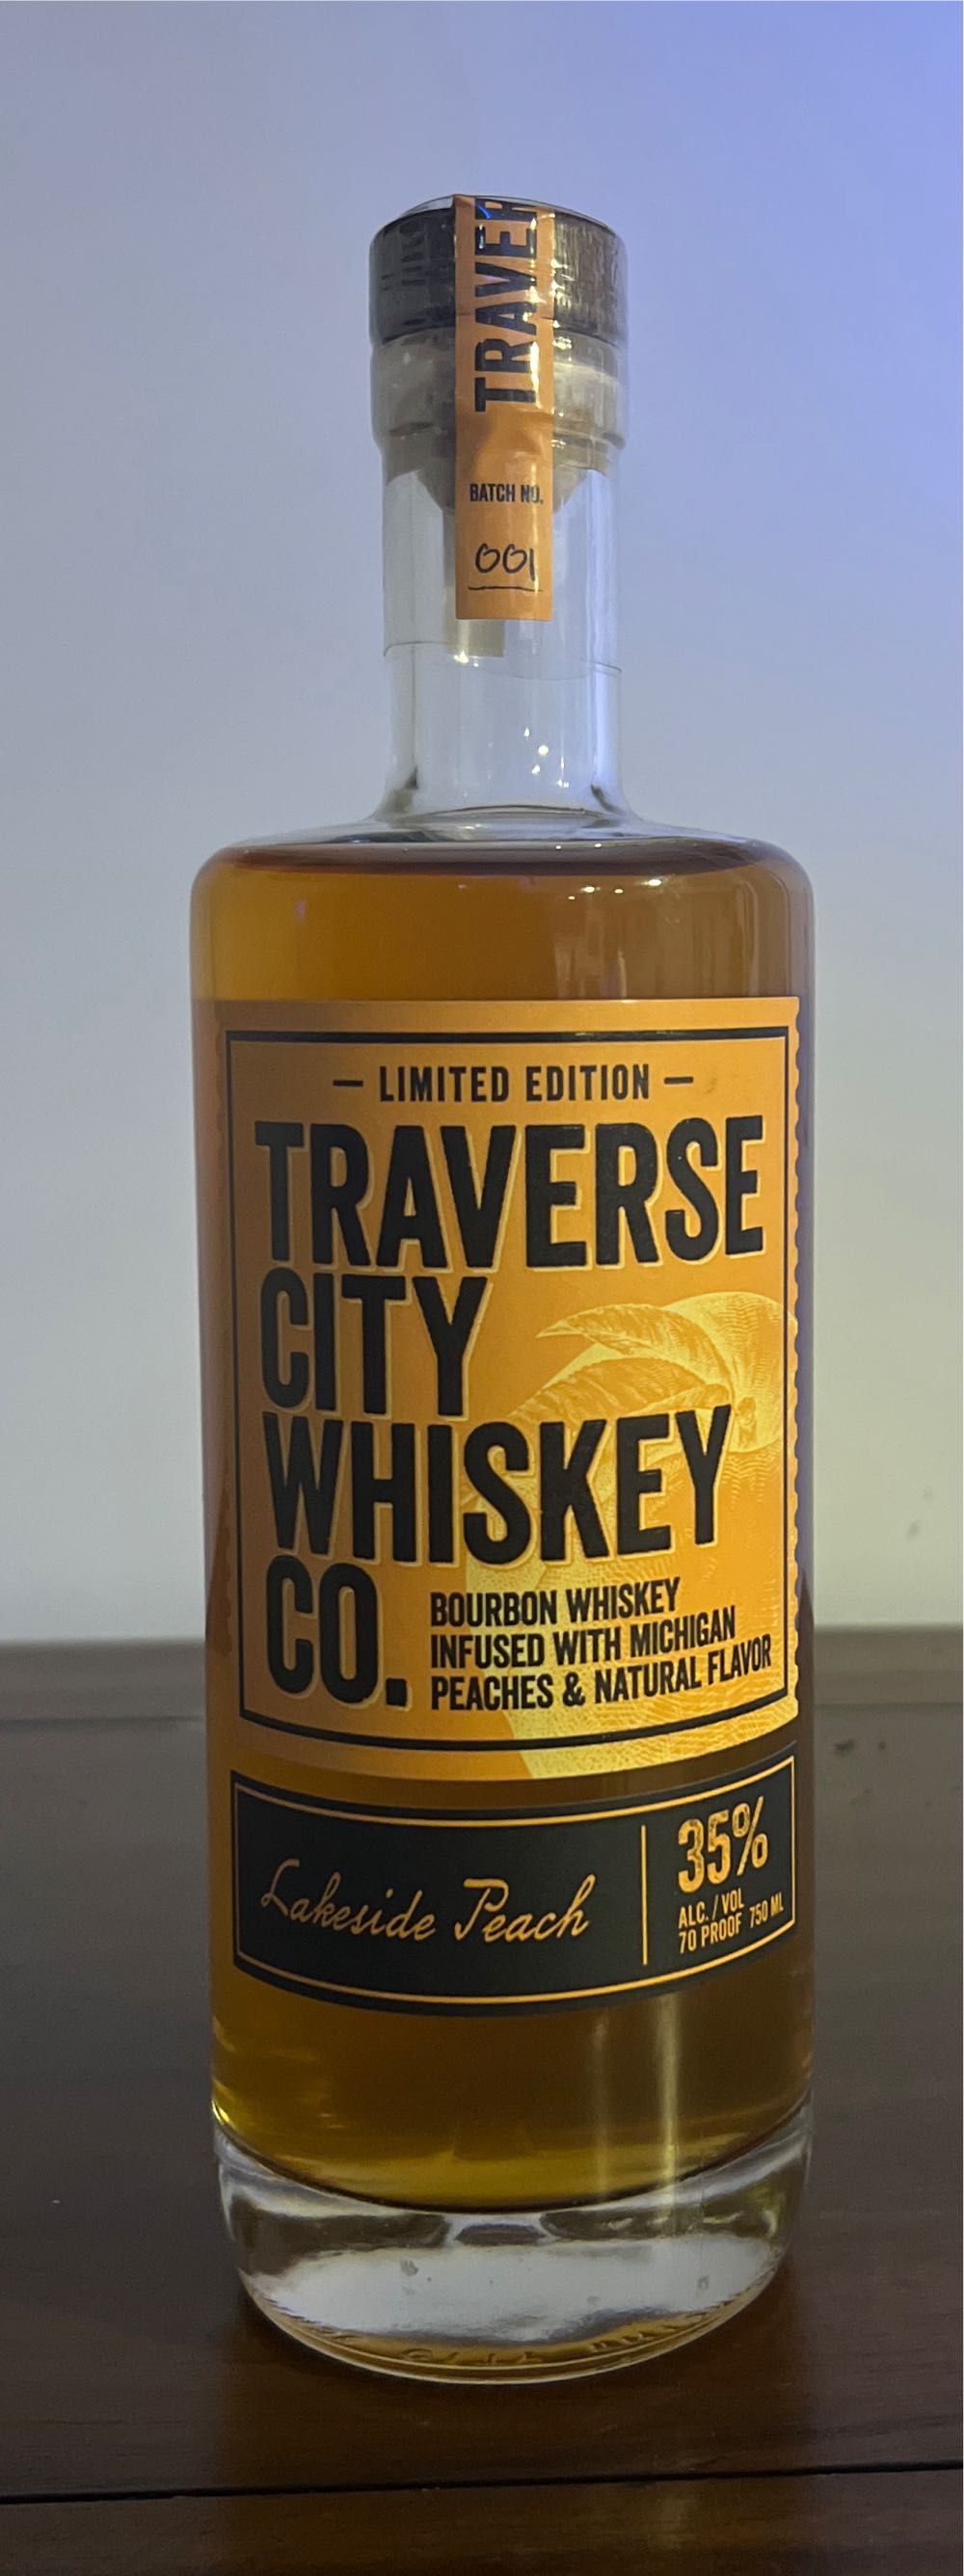 TRAVER
BATCH NO.
001
— LIMITED EDITION —
TRAVERSE
CITY
WHISKEY
CO.
BOURBON WHISKEY
INFUSED WITH MICHIGAN
PEACHES & NATURAL FLAVOR
Lakeside Peach
35%
ALC. / VOL
70 PROOF 750 ML